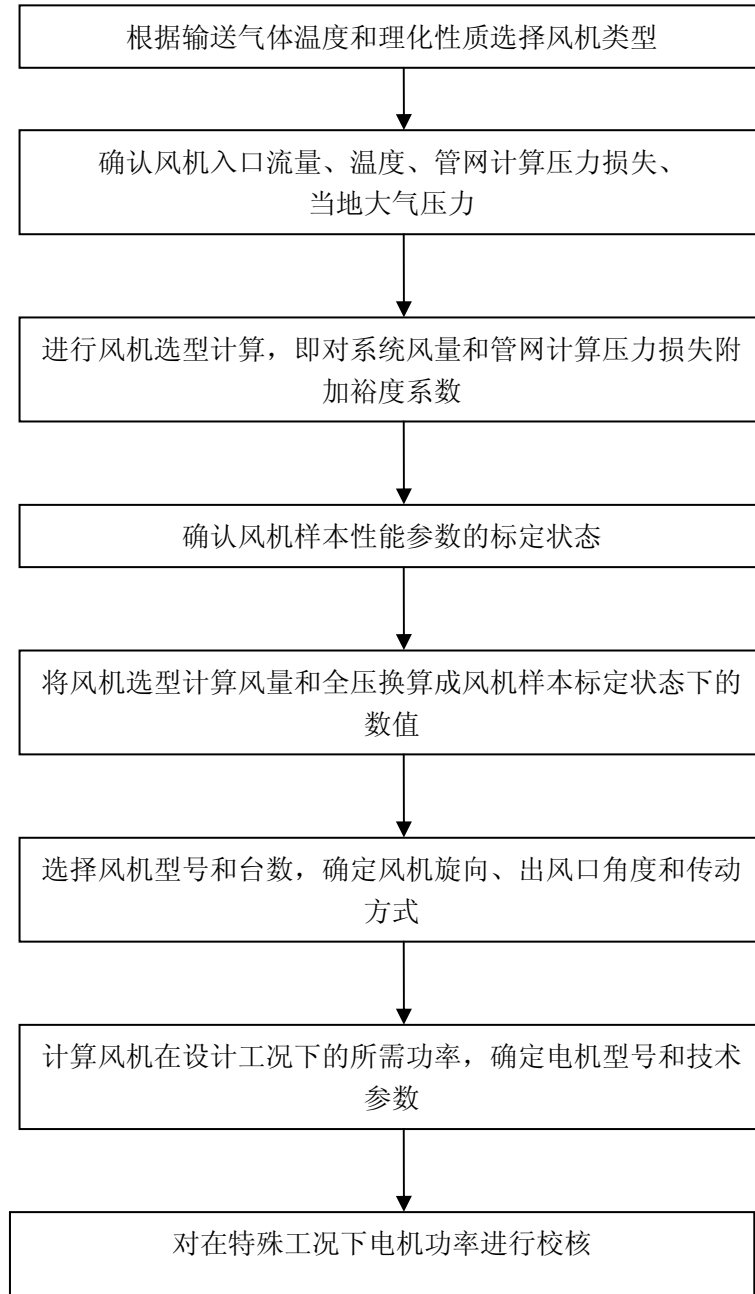 根据输送气体温度和理化性质选择风机类型
确认风机入口流量、温度、管网计算压力损失、
当地大气压力
进行风机选型计算，即对系统风量和管网计算压力损失附
加裕度系数
确认风机样本性能参数的标定状态
将风机选型计算风量和全压换算成风机样本标定状态下的
数值
选择风机型号和台数，确定风机旋向、出风口角度和传动
方式
计算风机在设计工况下的所需功率，确定电机型号和技术
参数
对在特殊工况下电机功率进行校核